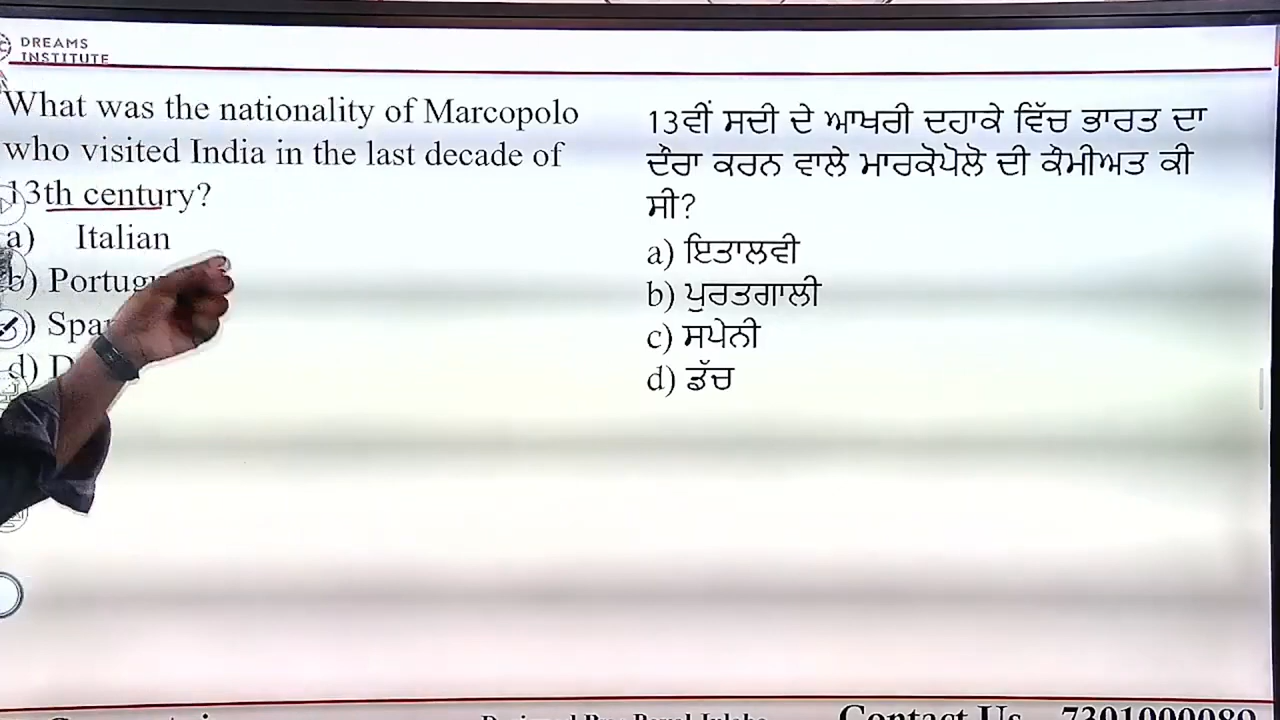 DREAMS
INSTITUTE
What was the nationality of Marcopolo
who visited India in the last decade of
13th century?
a) Italian
b)
d)
13ਵੀਂ ਸਦੀ ਦੇ ਆਖਰੀ ਦਹਾਕੇ ਵਿੱਚ ਭਾਰਤ ਦਾ
ਦੌਰਾ ਕਰਨ ਵਾਲੇ ਮਾਰਕੋਪੋਲੋ ਦੀ ਕੌਮੀਅਤ ਕੀ
ਸੀ?
a) ਇਤਾਲਵੀ
b) ਪੁਰਤਗਾਲੀ
c) ਸਪੇਨੀ
d) ਡੱਚ
Contact Us